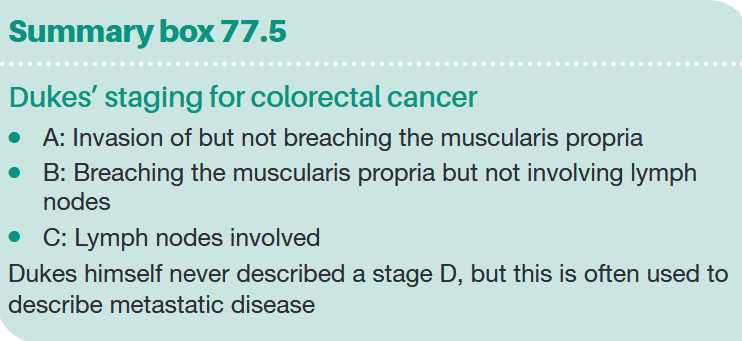 Summary box 77.5
Dukes’ staging for colorectal cancer
• A: Invasion of but not breaching the muscularis propria
• B: Breaching the muscularis propria but not involving lymph
nodes
• C: Lymph nodes involved
Dukes himself never described a stage D, but this is often used to
describe metastatic disease